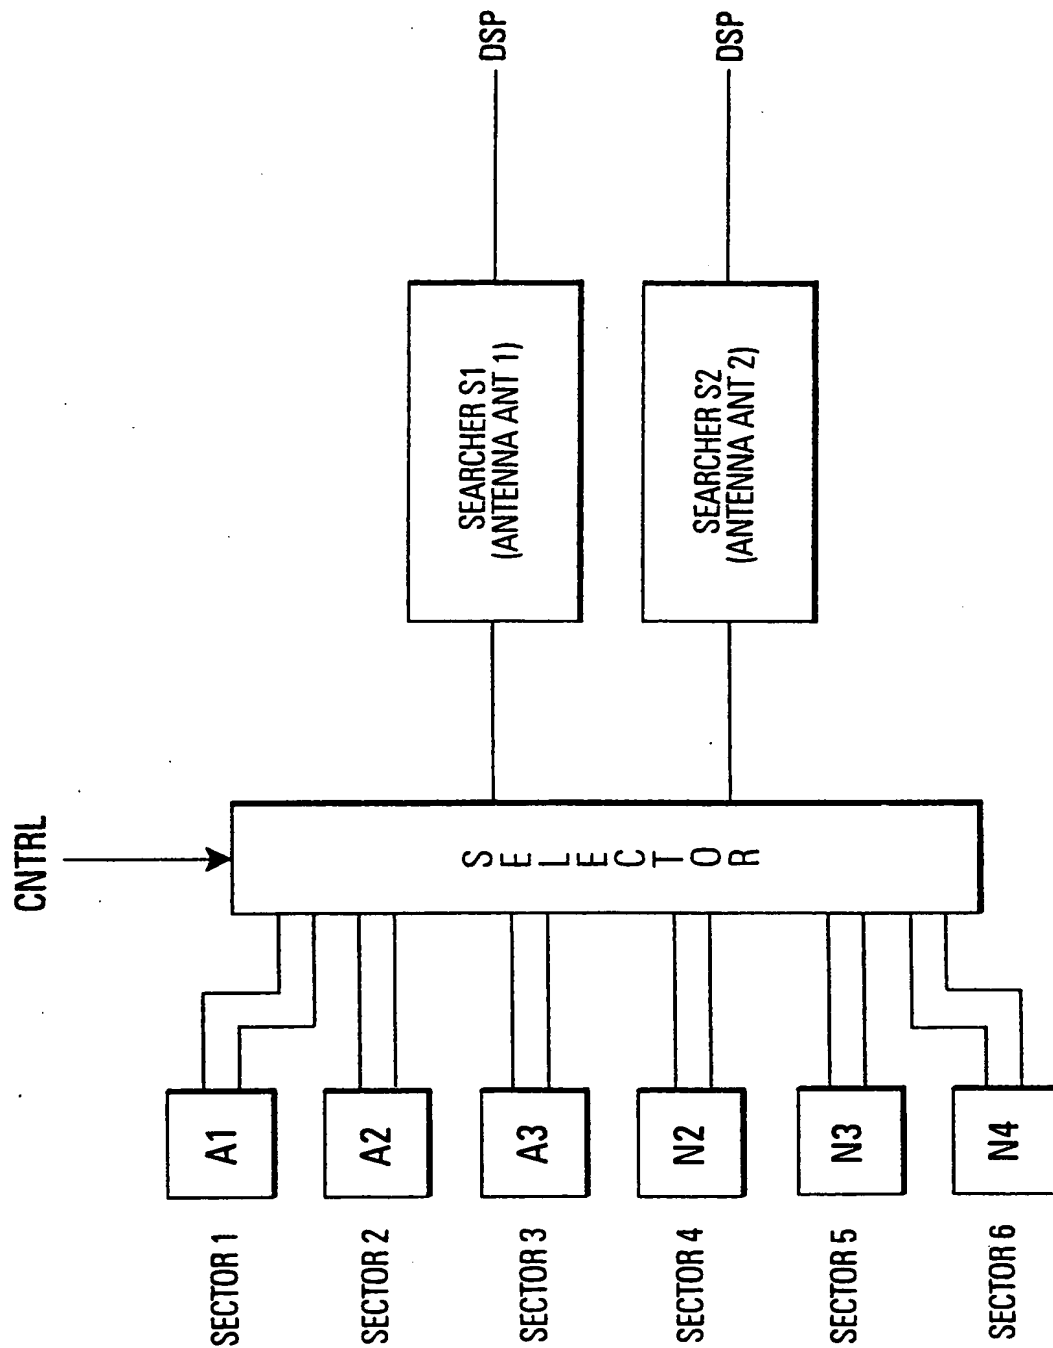 CNTRL
SECTOR 1
A1
SECTOR 2
A2
SECTOR 3
A3
SECTOR 4
N2
SECTOR 5
N3
SECTOR 6
N4
SELECTOR
SEARCHER S1
(ANTENNA ANT 1)
DSP
SEARCHER S2
(ANTENNA ANT 2)
DSP